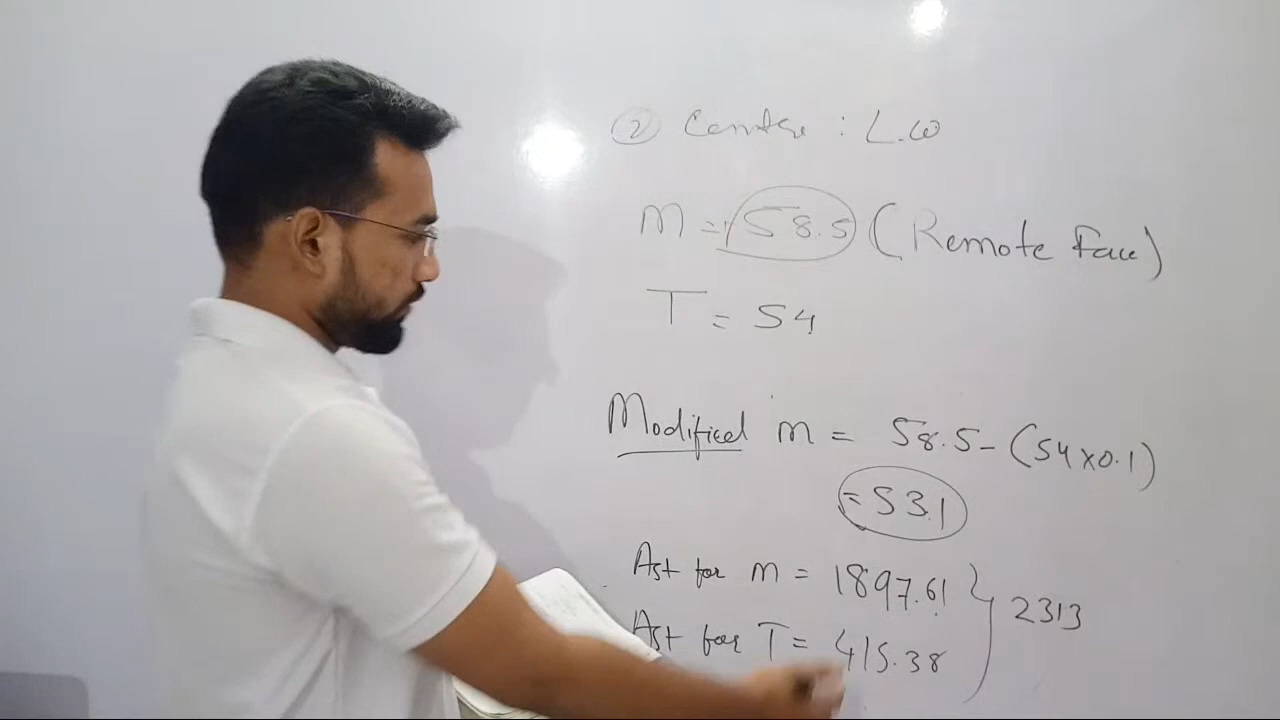 ② Centre : L.W
M = 58.5 (Remote Face)
T = 54
Modified M = 58.5 - (54 x 0.1)
= 53.1
Ast for M = 1897.61 } 2313
Ast for T = 415.38